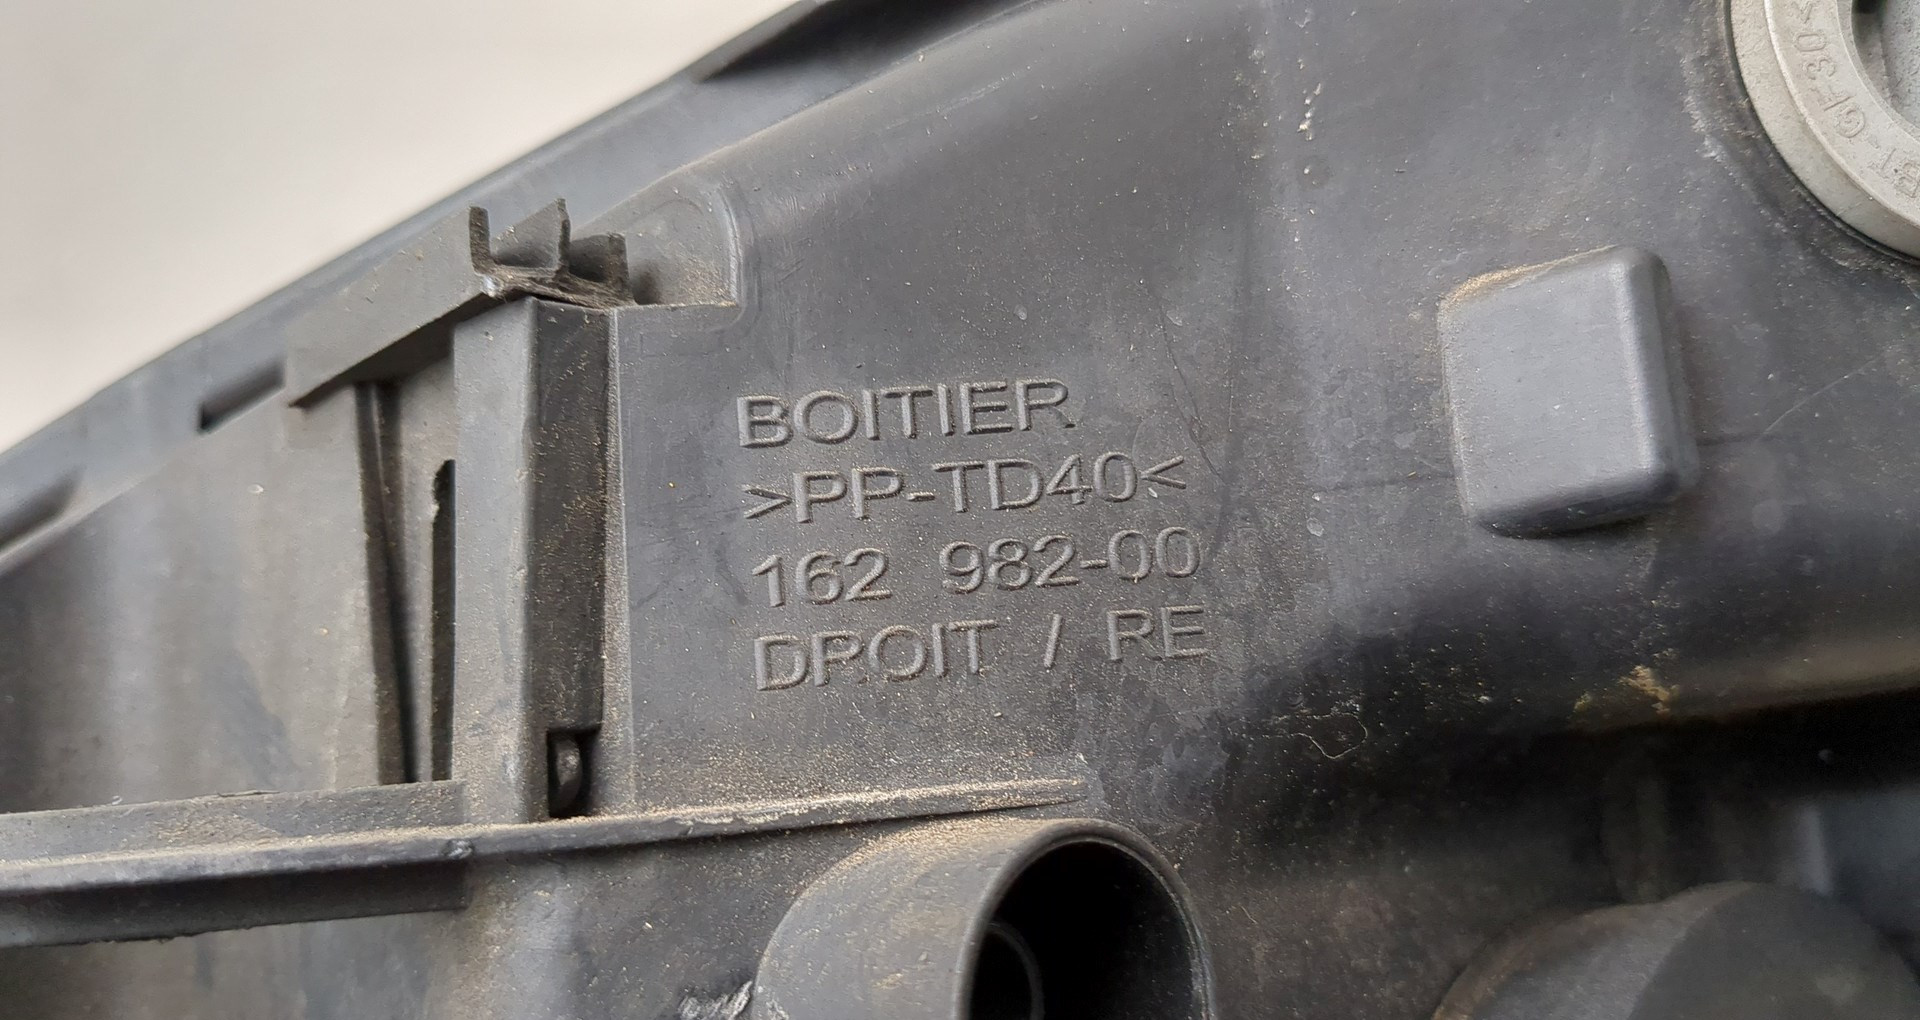 BOITIER
>PP-TD40<
162 982-00
DROIT / RE